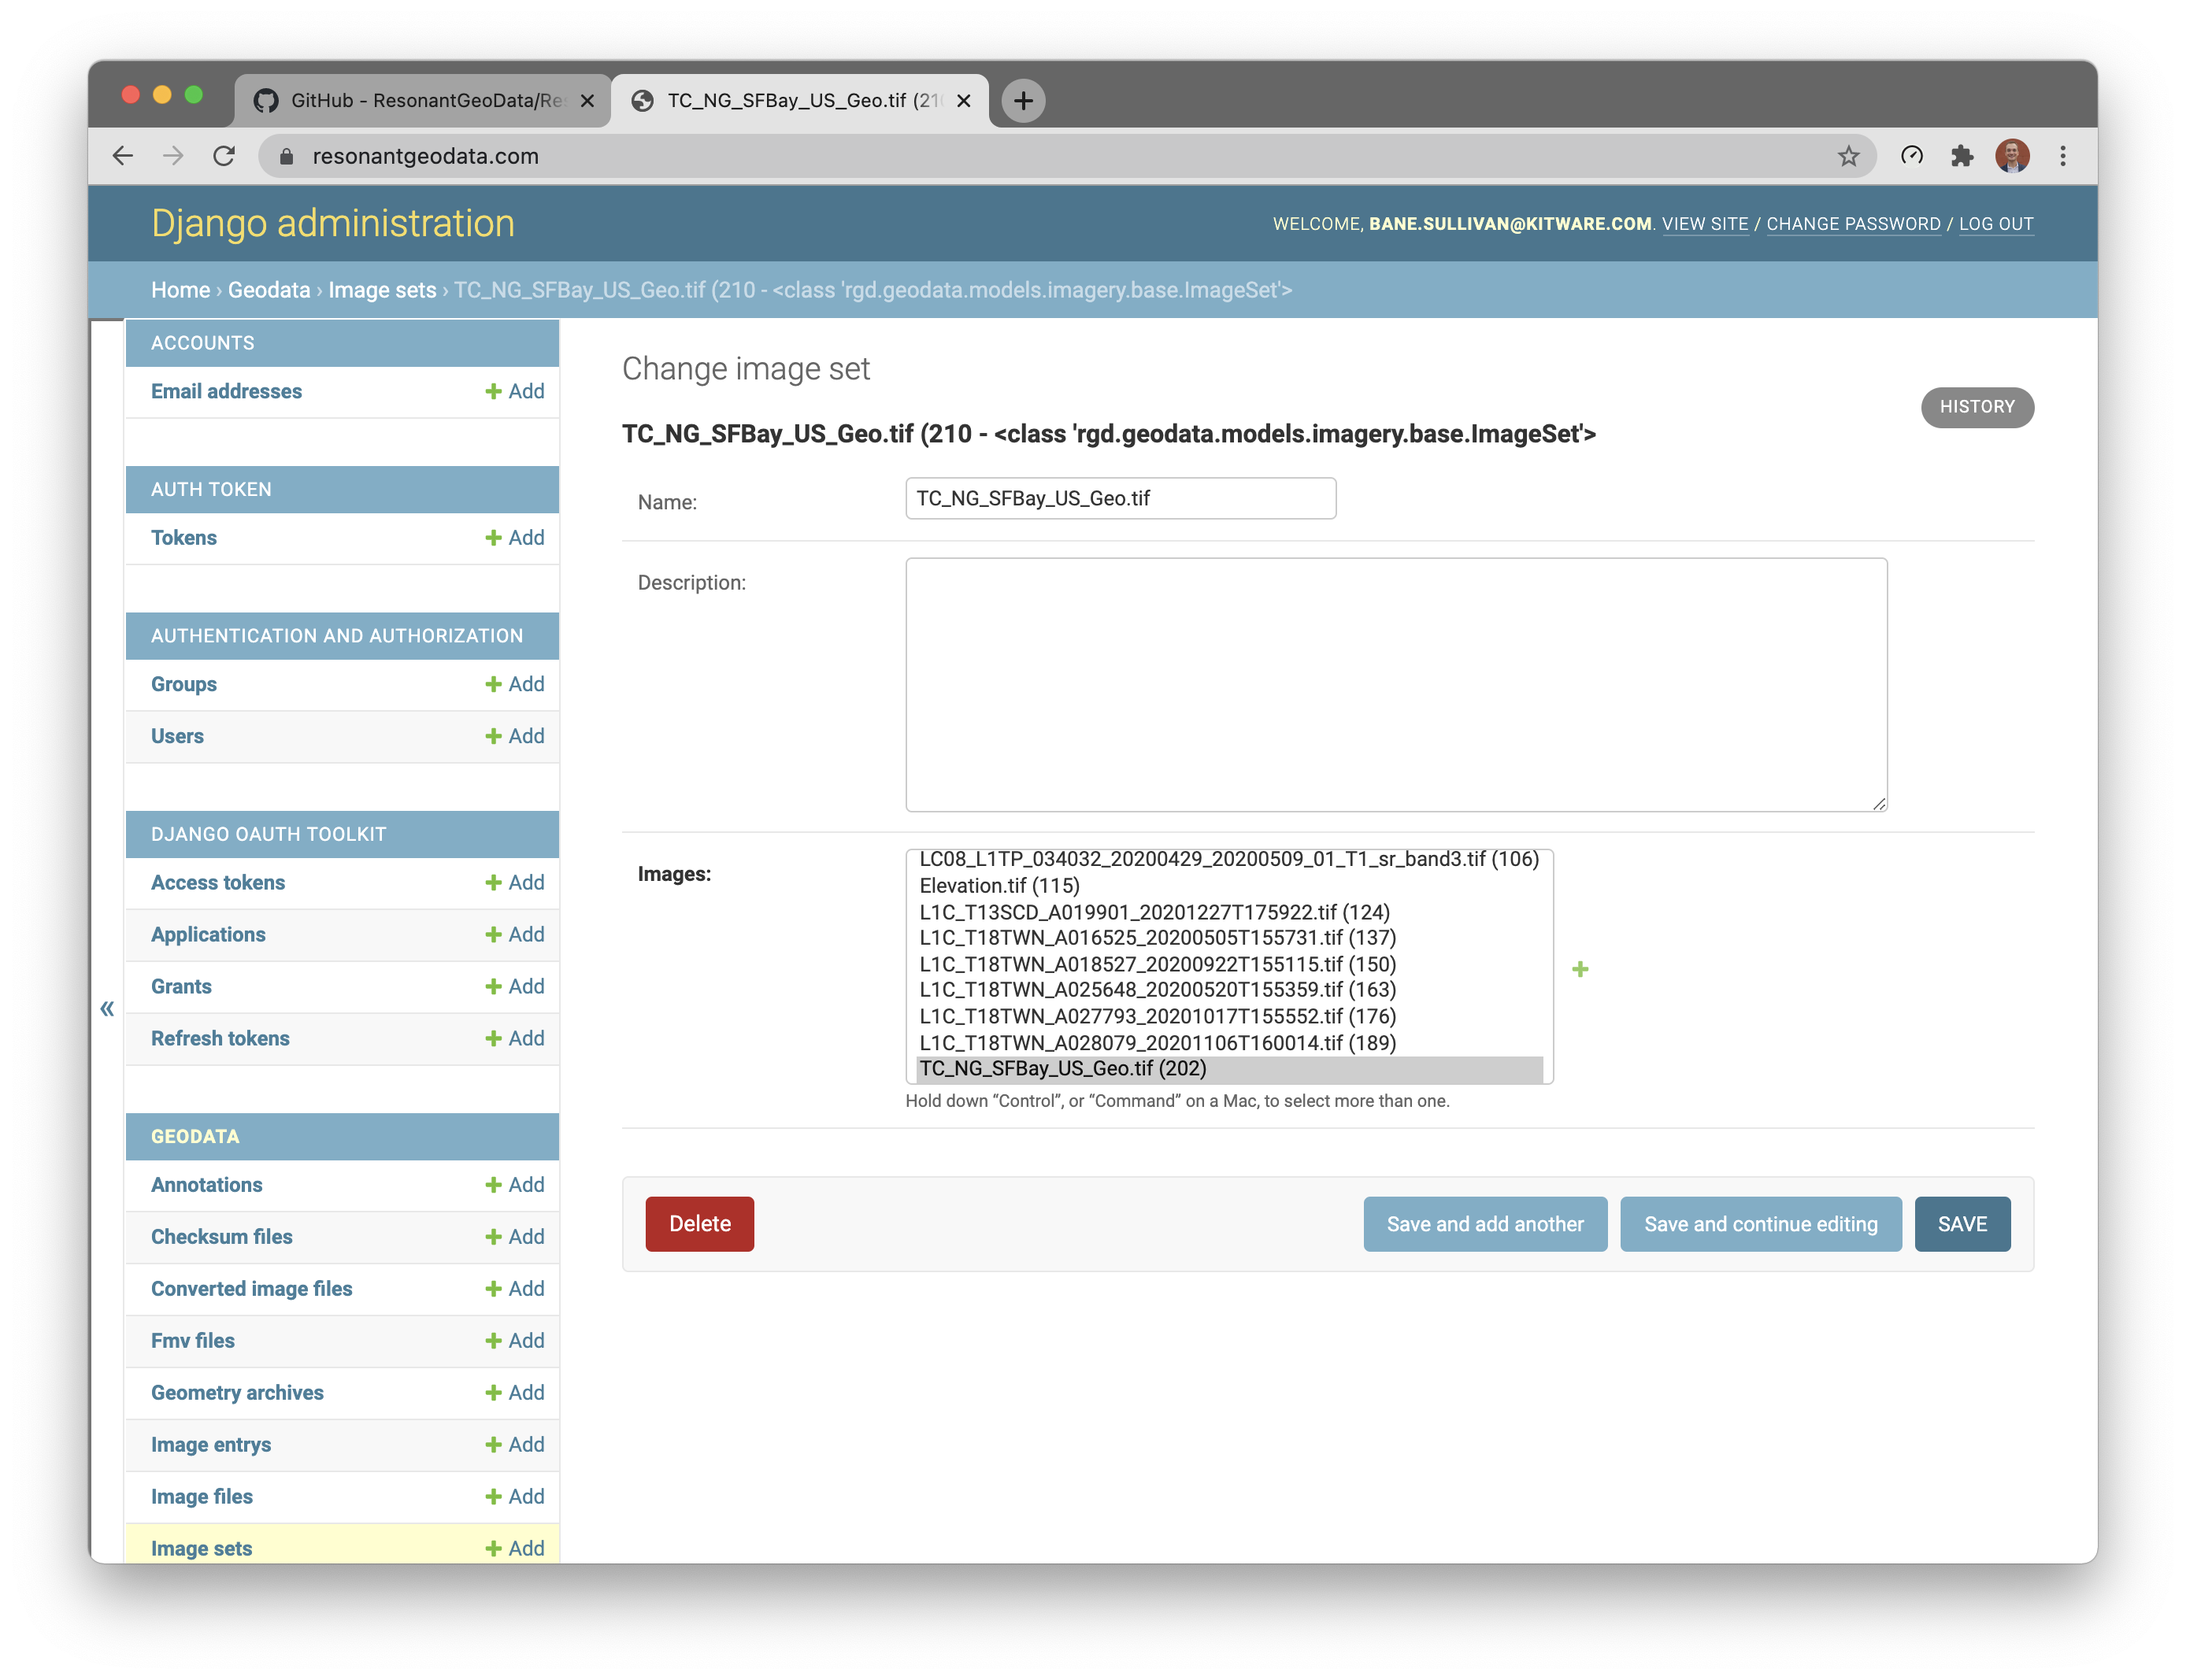 GitHub - ResonantGeoData/Re
TC_NG_SFBay_US_Geo.tif (21
resonantgeodata.com
Django administration
WELCOME, BANE.SULLIVAN@KITWARE.COM. VIEW SITE / CHANGE PASSWORD / LOG OUT
Home › Geodata › Image sets › TC_NG_SFBay_US_Geo.tif (210 - <class 'rgd.geodata.models.imagery.base.ImageSet'>
ACCOUNTS
Email addresses + Add
AUTH TOKEN
Tokens + Add
AUTHENTICATION AND AUTHORIZATION
Groups + Add
Users + Add
DJANGO OAUTH TOOLKIT
Access tokens + Add
Applications + Add
Grants + Add
Refresh tokens + Add
GEODATA
Annotations + Add
Checksum files + Add
Converted image files + Add
Fmv files + Add
Geometry archives + Add
Image entrys + Add
Image files + Add
Image sets + Add
«
Change image set
HISTORY
TC_NG_SFBay_US_Geo.tif (210 - <class 'rgd.geodata.models.imagery.base.ImageSet'>
Name: TC_NG_SFBay_US_Geo.tif
Description:
Images:
LC08_L1TP_034032_20200429_20200509_01_T1_sr_band3.tif (106)
Elevation.tif (115)
L1C_T13SCD_A019901_20201227T175922.tif (124)
L1C_T18TWN_A016525_20200505T155731.tif (137)
L1C_T18TWN_A018527_20200922T155115.tif (150)
L1C_T18TWN_A025648_20200520T155359.tif (163)
L1C_T18TWN_A027793_20201017T155552.tif (176)
L1C_T18TWN_A028079_20201106T160014.tif (189)
TC_NG_SFBay_US_Geo.tif (202)
Hold down “Control”, or “Command” on a Mac, to select more than one.
Delete
Save and add another
Save and continue editing
SAVE